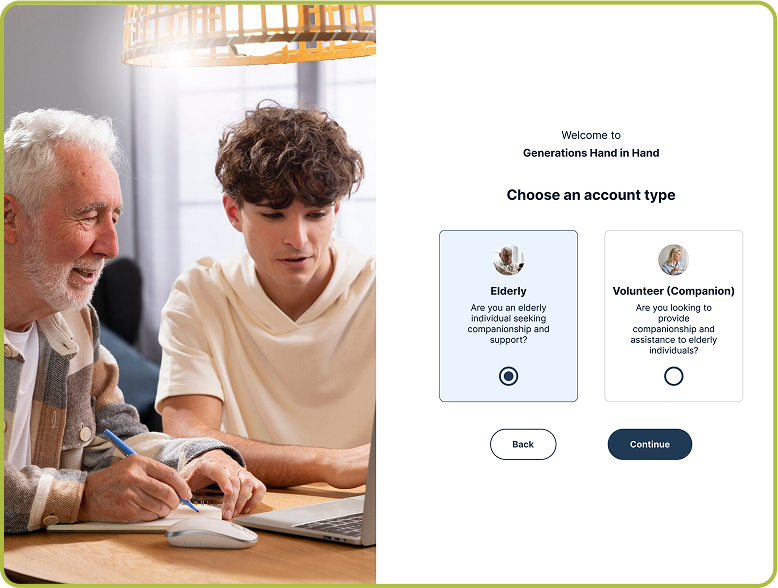 Welcome to
Generations Hand in Hand
Choose an account type
Elderly
Are you an elderly
individual seeking
companionship and
support?
Volunteer (Companion)
Are you looking to
provide
companionship and
assistance to elderly
individuals?
Back
Continue